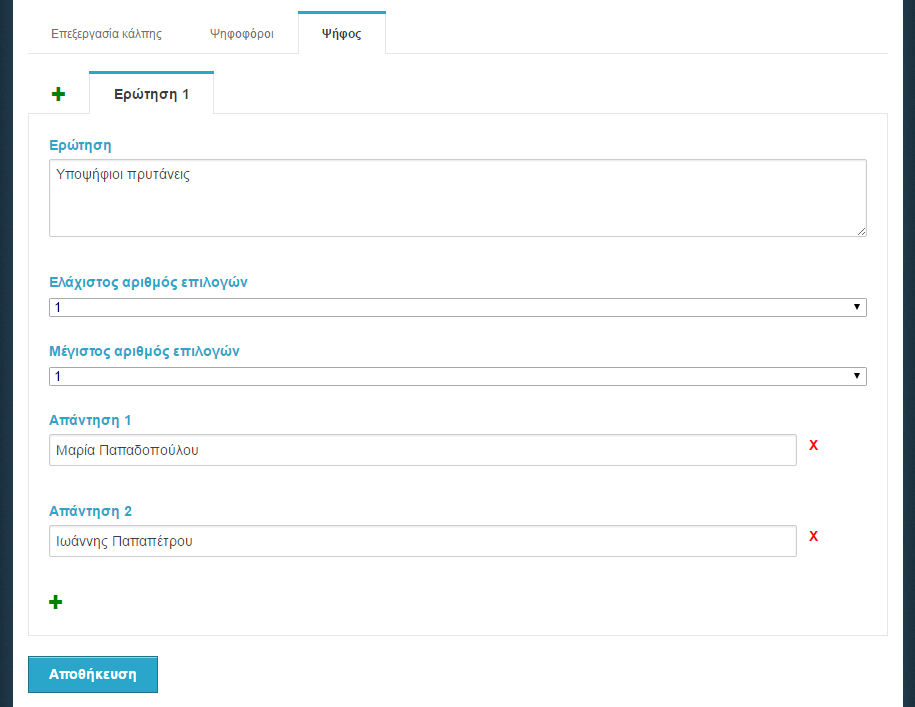 Επεξεργασία κάλπης Ψηφοφόροι Ψήφος
Ερώτηση 1
Ερώτηση
Υποψήφιοι πρυτάνεις
Ελάχιστος αριθμός επιλογών
1
Μέγιστος αριθμός επιλογών
1
Απάντηση 1
Μαρία Παπαδοπούλου
X
Απάντηση 2
Ιωάννης Παπαπέτρου
X
Αποθήκευση